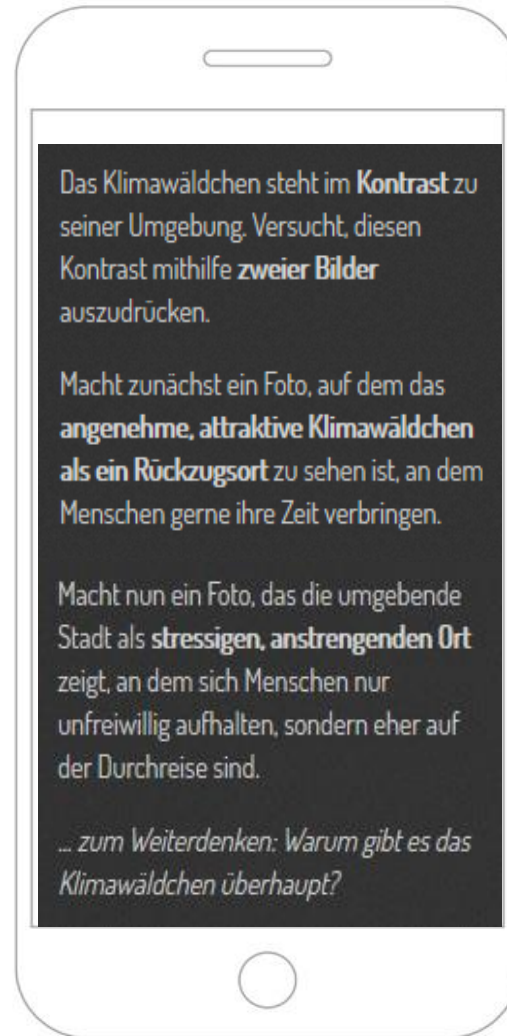 Das Klimawäldchen steht im Kontrast zu
seiner Umgebung. Versucht, diesen
Kontrast mithilfe zweier Bilder
auszudrücken.
Macht zunächst ein Foto, auf dem das
angenehme, attraktive Klimawäldchen
als ein Rückzugsort zu sehen ist, an dem
Menschen gerne ihre Zeit verbringen.
Macht nun ein Foto, das die umgebende
Stadt als stressigen, anstrengenden Ort
zeigt, an dem sich Menschen nur
unfreiwillig aufhalten, sondern eher auf
der Durchreise sind.
... zum Weiterdenken: Warum gibt es das
Klimawäldchen überhaupt?